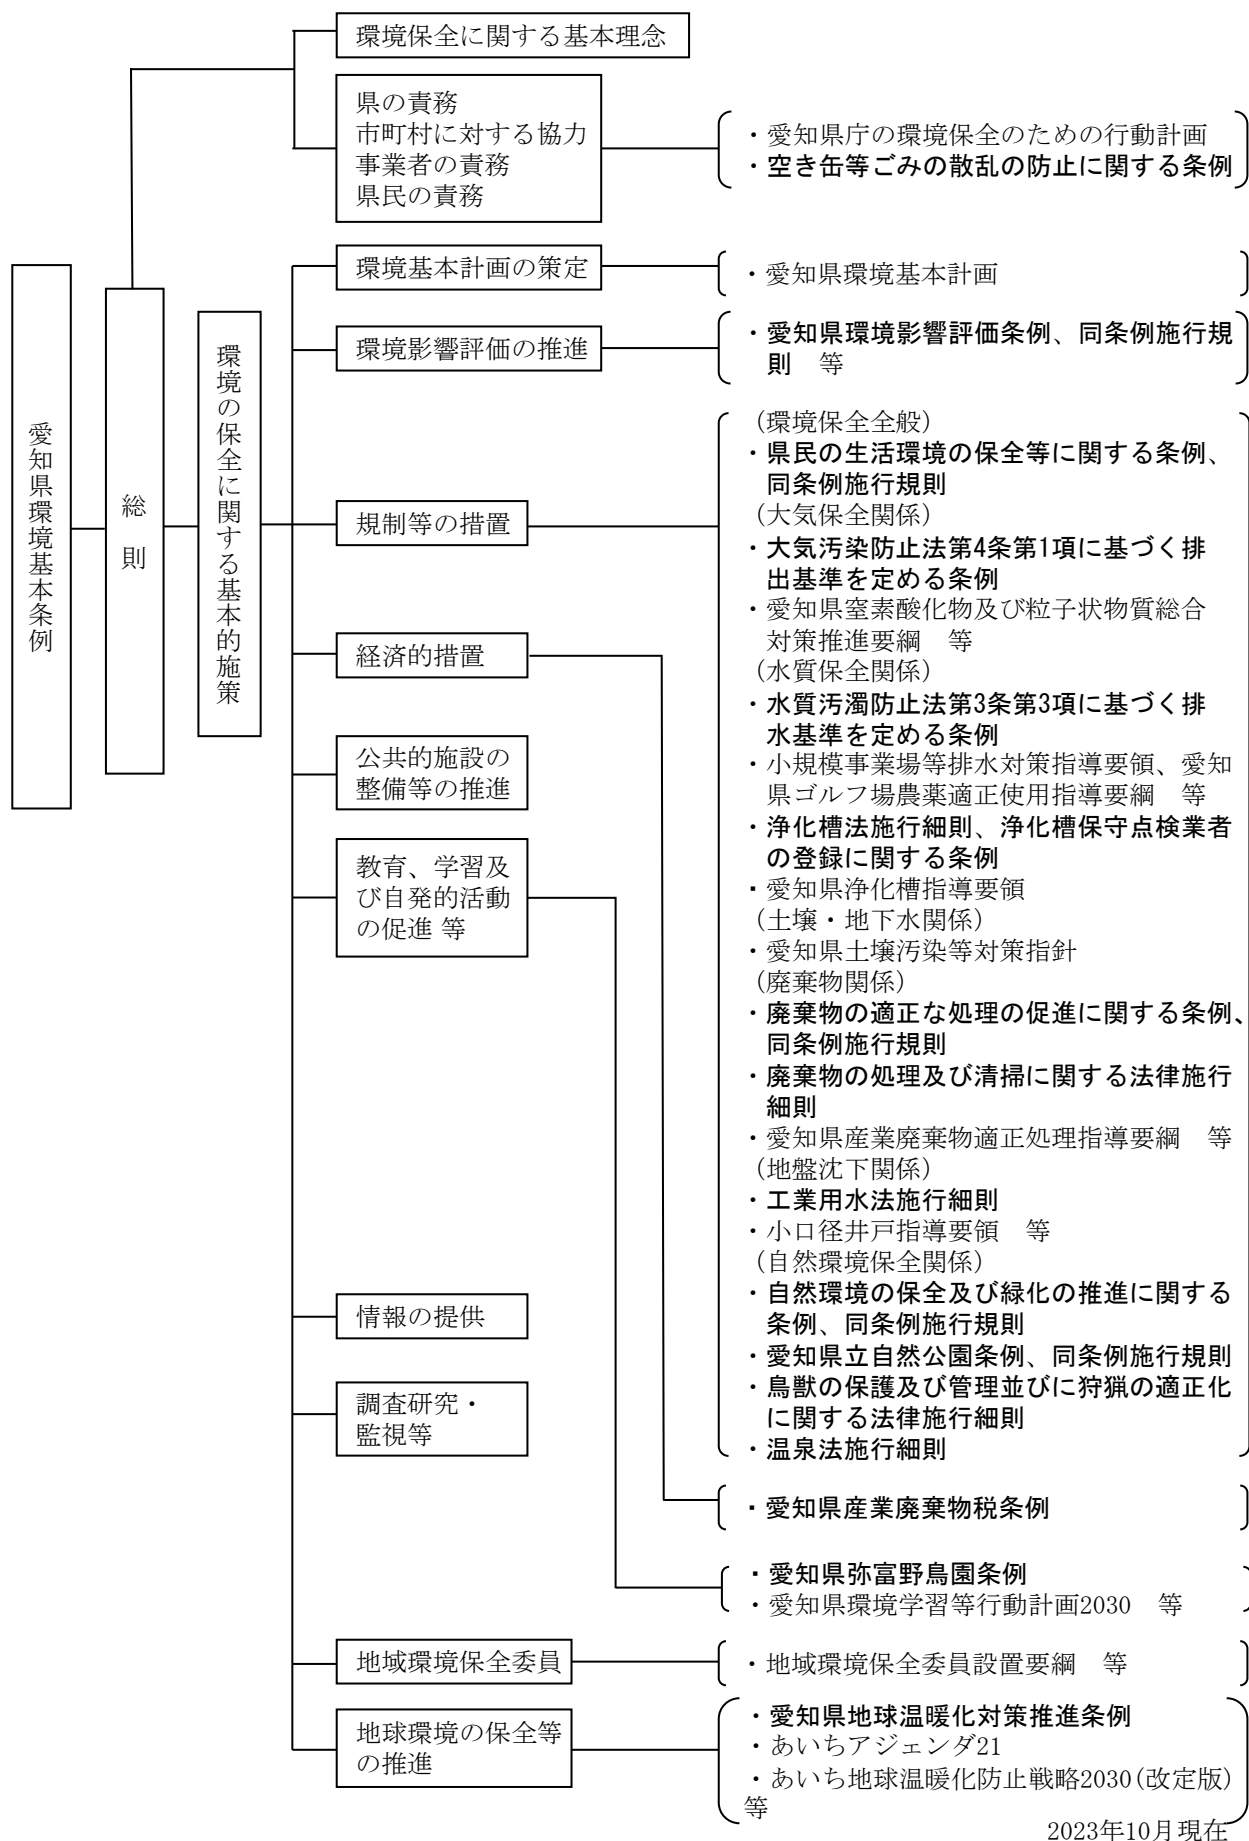 環境保全に関する基本理念
県の責務
市町村に対する協力
事業者の責務
県民の責務
・愛知県庁の環境保全のための行動計画
・空き缶等ごみの散乱の防止に関する条例
愛知県環境基本条例
総則
環境の保全に関する基本的施策
環境基本計画の策定
・愛知県環境基本計画
環境影響評価の推進
・愛知県環境影響評価条例、同条例施行規
則　等
規制等の措置
(環境保全全般)
・県民の生活環境の保全等に関する条例、
同条例施行規則
(大気保全関係)
・大気汚染防止法第4条第1項に基づく排
出基準を定める条例
・愛知県窒素酸化物及び粒子状物質総合
対策推進要綱　等
(水質保全関係)
・水質汚濁防止法第3条第3項に基づく排
水基準を定める条例
・小規模事業場等排水対策指導要領、愛知
県ゴルフ場農薬適正使用指導要綱　等
・浄化槽法施行細則、浄化槽保守点検業者
の登録に関する条例
・愛知県浄化槽指導要領
(土壌・地下水関係)
・愛知県土壌汚染等対策指針
(廃棄物関係)
・廃棄物の適正な処理の促進に関する条例、
同条例施行規則
・廃棄物の処理及び清掃に関する法律施行
細則
・愛知県産業廃棄物適正処理指導要綱　等
(地盤沈下関係)
・工業用水法施行細則
・小口径井戸指導要領　等
(自然環境保全関係)
・自然環境の保全及び緑化の推進に関する
条例、同条例施行規則
・愛知県立自然公園条例、同条例施行規則
・鳥獣の保護及び管理並びに狩猟の適正化
に関する法律施行細則
・温泉法施行細則
経済的措置
・愛知県産業廃棄物税条例
公共的施設の
整備等の推進
教育、学習及
び自発的活動
の促進 等
・愛知県弥富野鳥園条例
・愛知県環境学習等行動計画2030　等
情報の提供
調査研究・
監視等
地域環境保全委員
・地域環境保全委員設置要綱　等
地球環境の保全等
の推進
・愛知県地球温暖化対策推進条例
・あいちアジェンダ21
・あいち地球温暖化防止戦略2030(改定版)
等
2023年10月現在